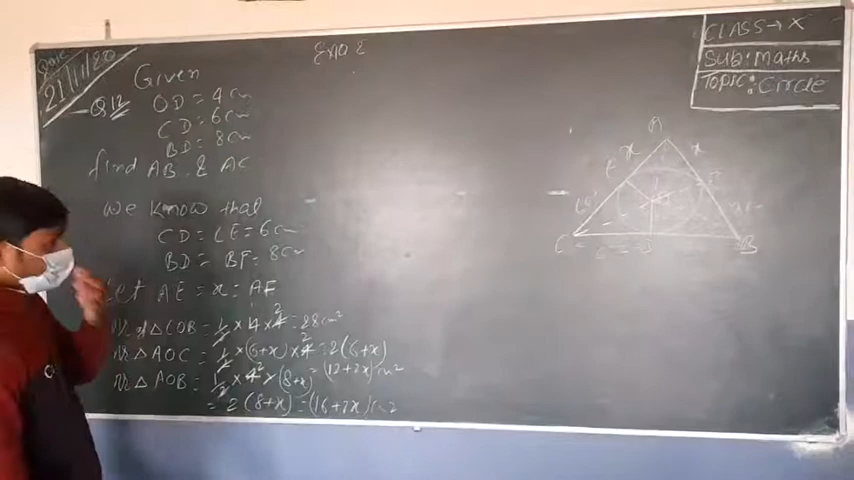 Date
21/11/20
Ex10.2
CLASS → X
Sub: Maths
Topic: Circle
Q12
Given
OD = 4cm
CD = 6cm
BD = 8cm
find AB & AC
We know that
CD = CE = 6cm
BD = BF = 8cm
Let AE = x = AF
of △COB = 1/2 × 14 × 4 = 28cm²
△AOC = 1/2 × (6+x) × 4 = 2(6+x)
= (12+2x)cm²
△AOB = 1/2 × 4 × (8+x)
= 2(8+x) = (16+2x)cm²
A
x
x
E
F
C
D
B